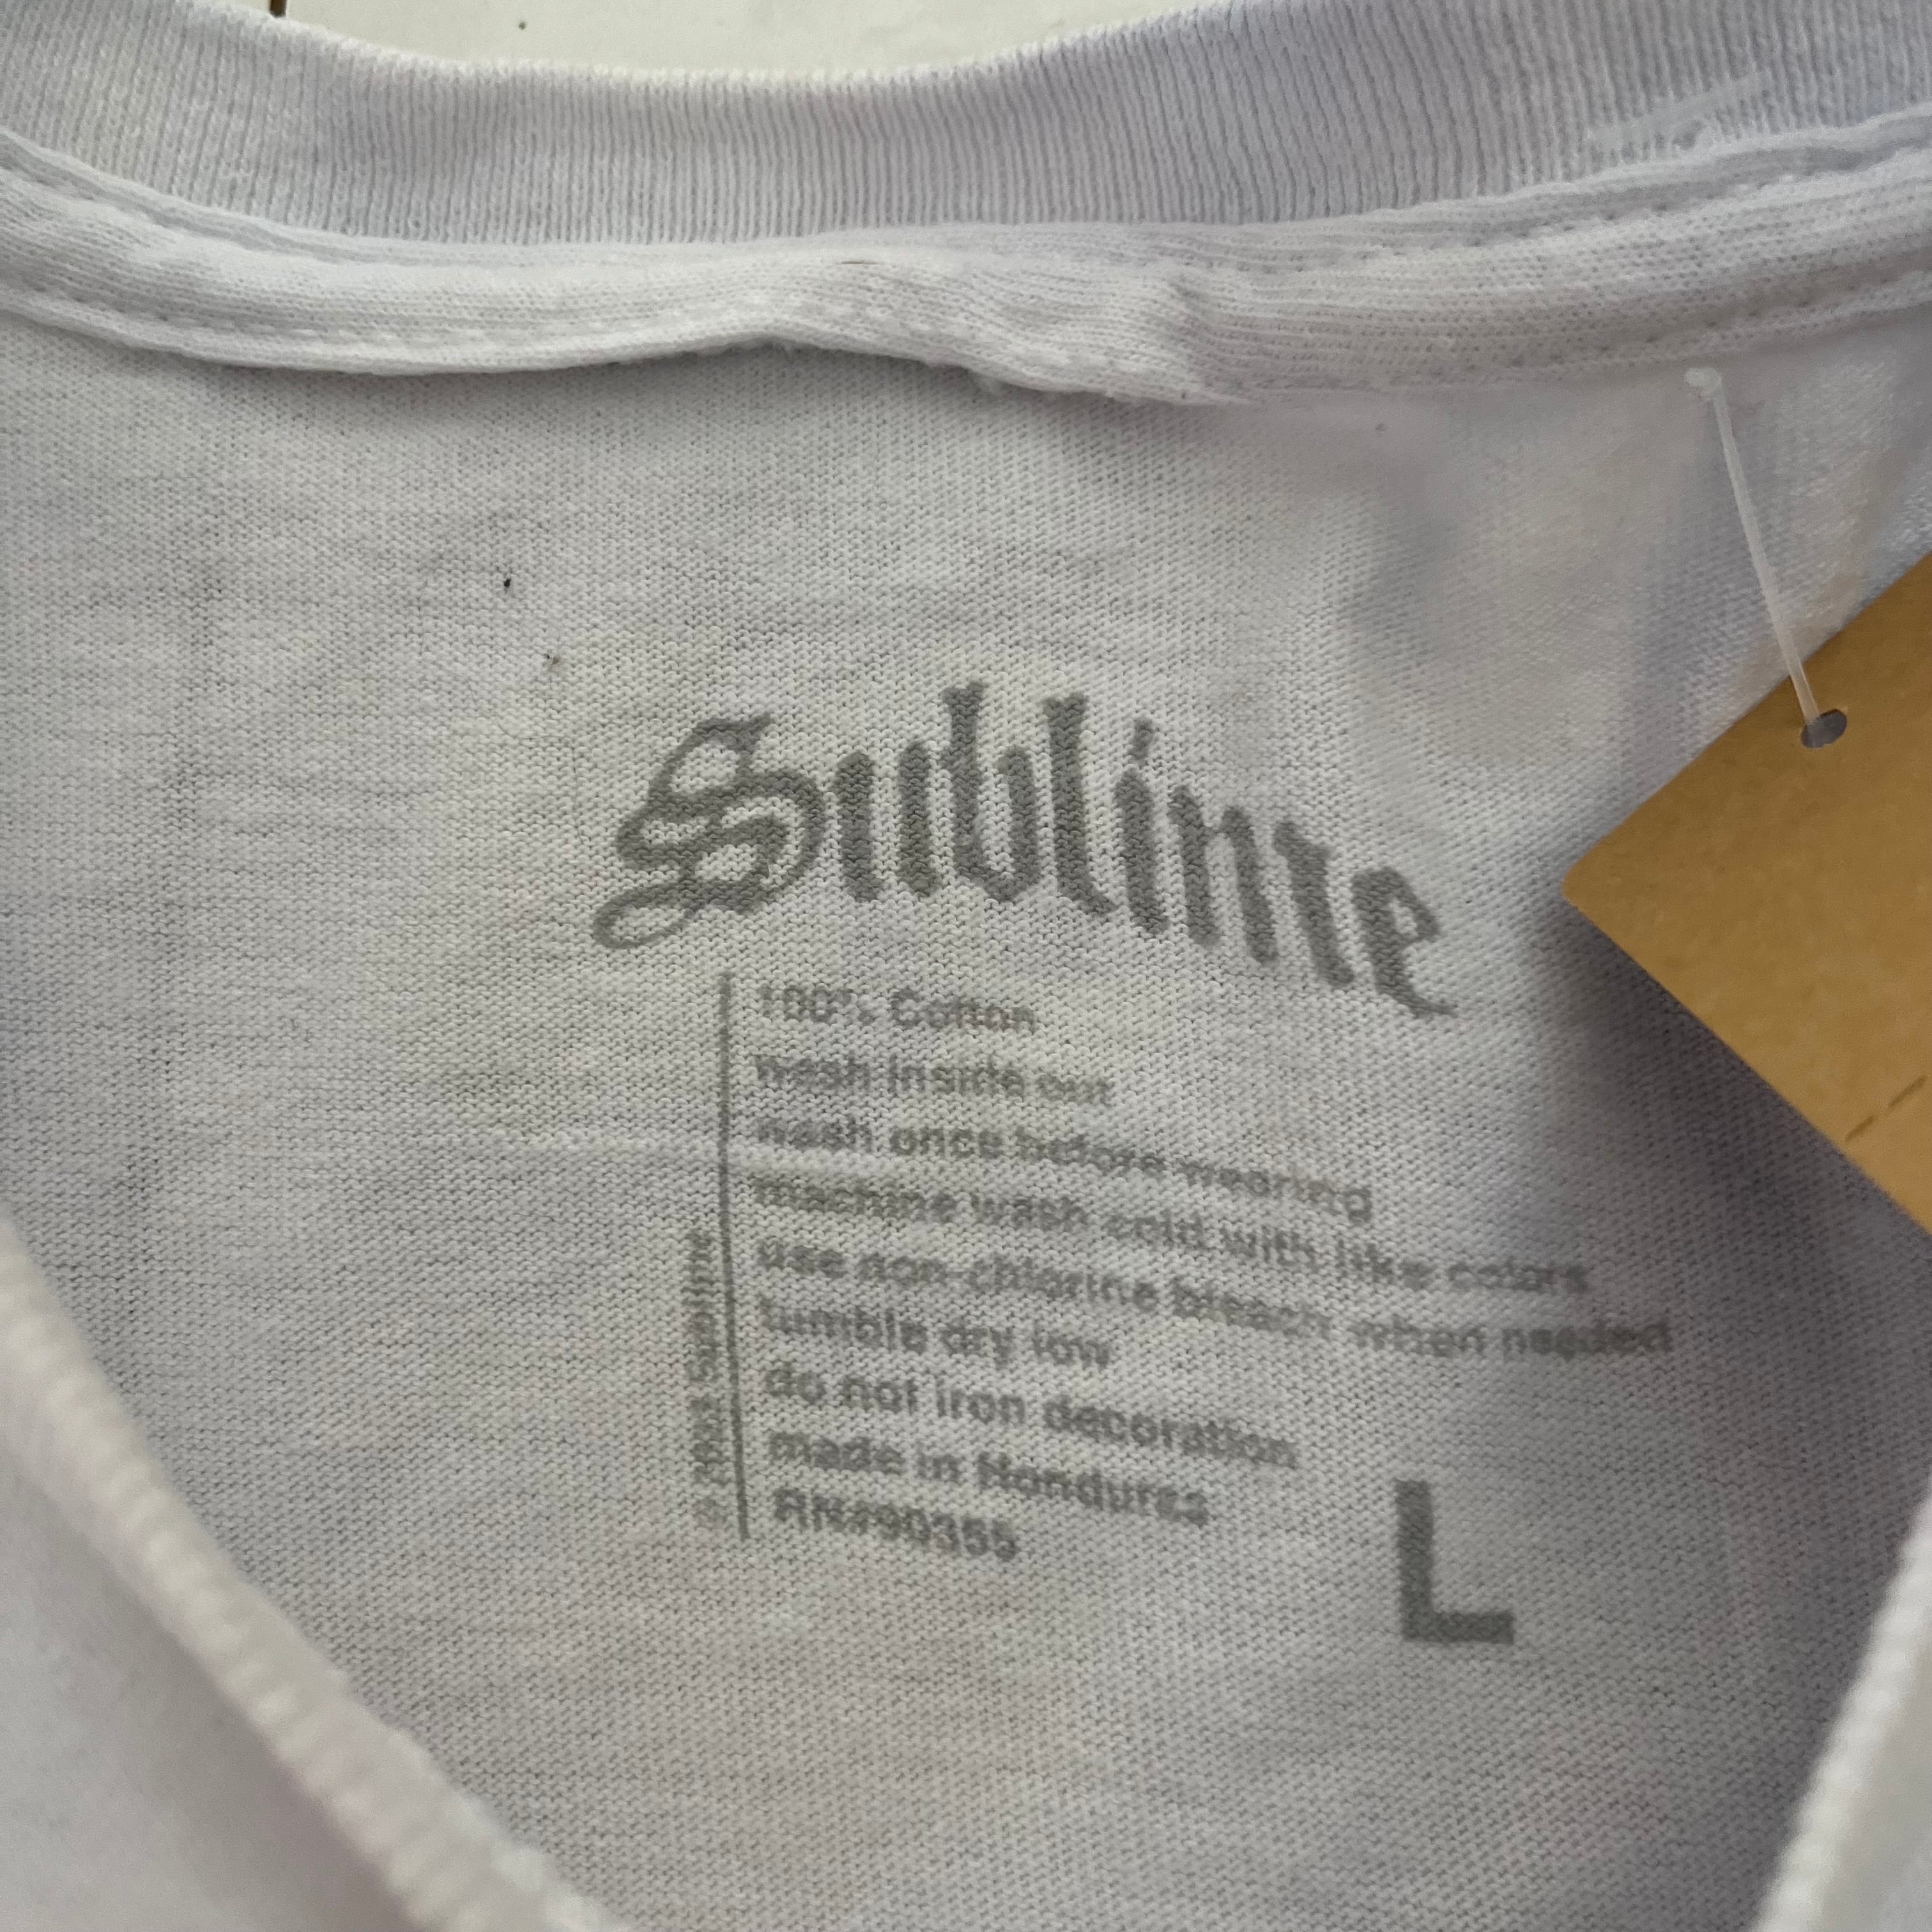 Sublime
100% Cotton
wash inside out
wash once before wearing
machine wash cold with like colors
use non-chlorine bleach when needed
tumble dry low
do not iron decoration
made in Honduras
RN#90355
L
Sublime